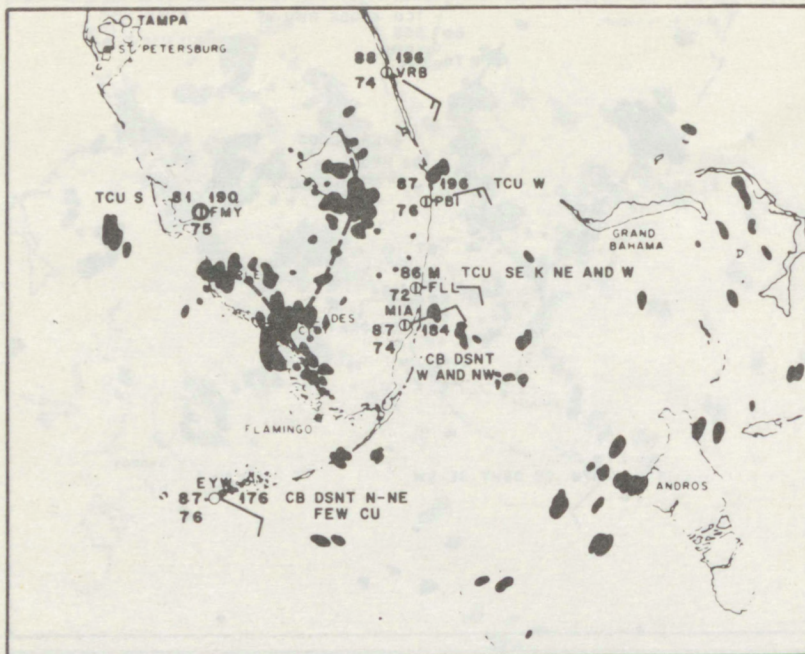 TAMPA
ST. PETERSBURG
88 196
74 VRB
TCU S
81 190
FMY
75
87 196
76 PBI
TCU W
GRAND
BAHAMA
86 M TCU SE K NE AND W
72 FLL
MIA
87 184
74
CB DSNT
W AND NW
DES
FLAMINGO
EYW
87 176
76
CB DSNT N-NE
FEW CU
ANDROS